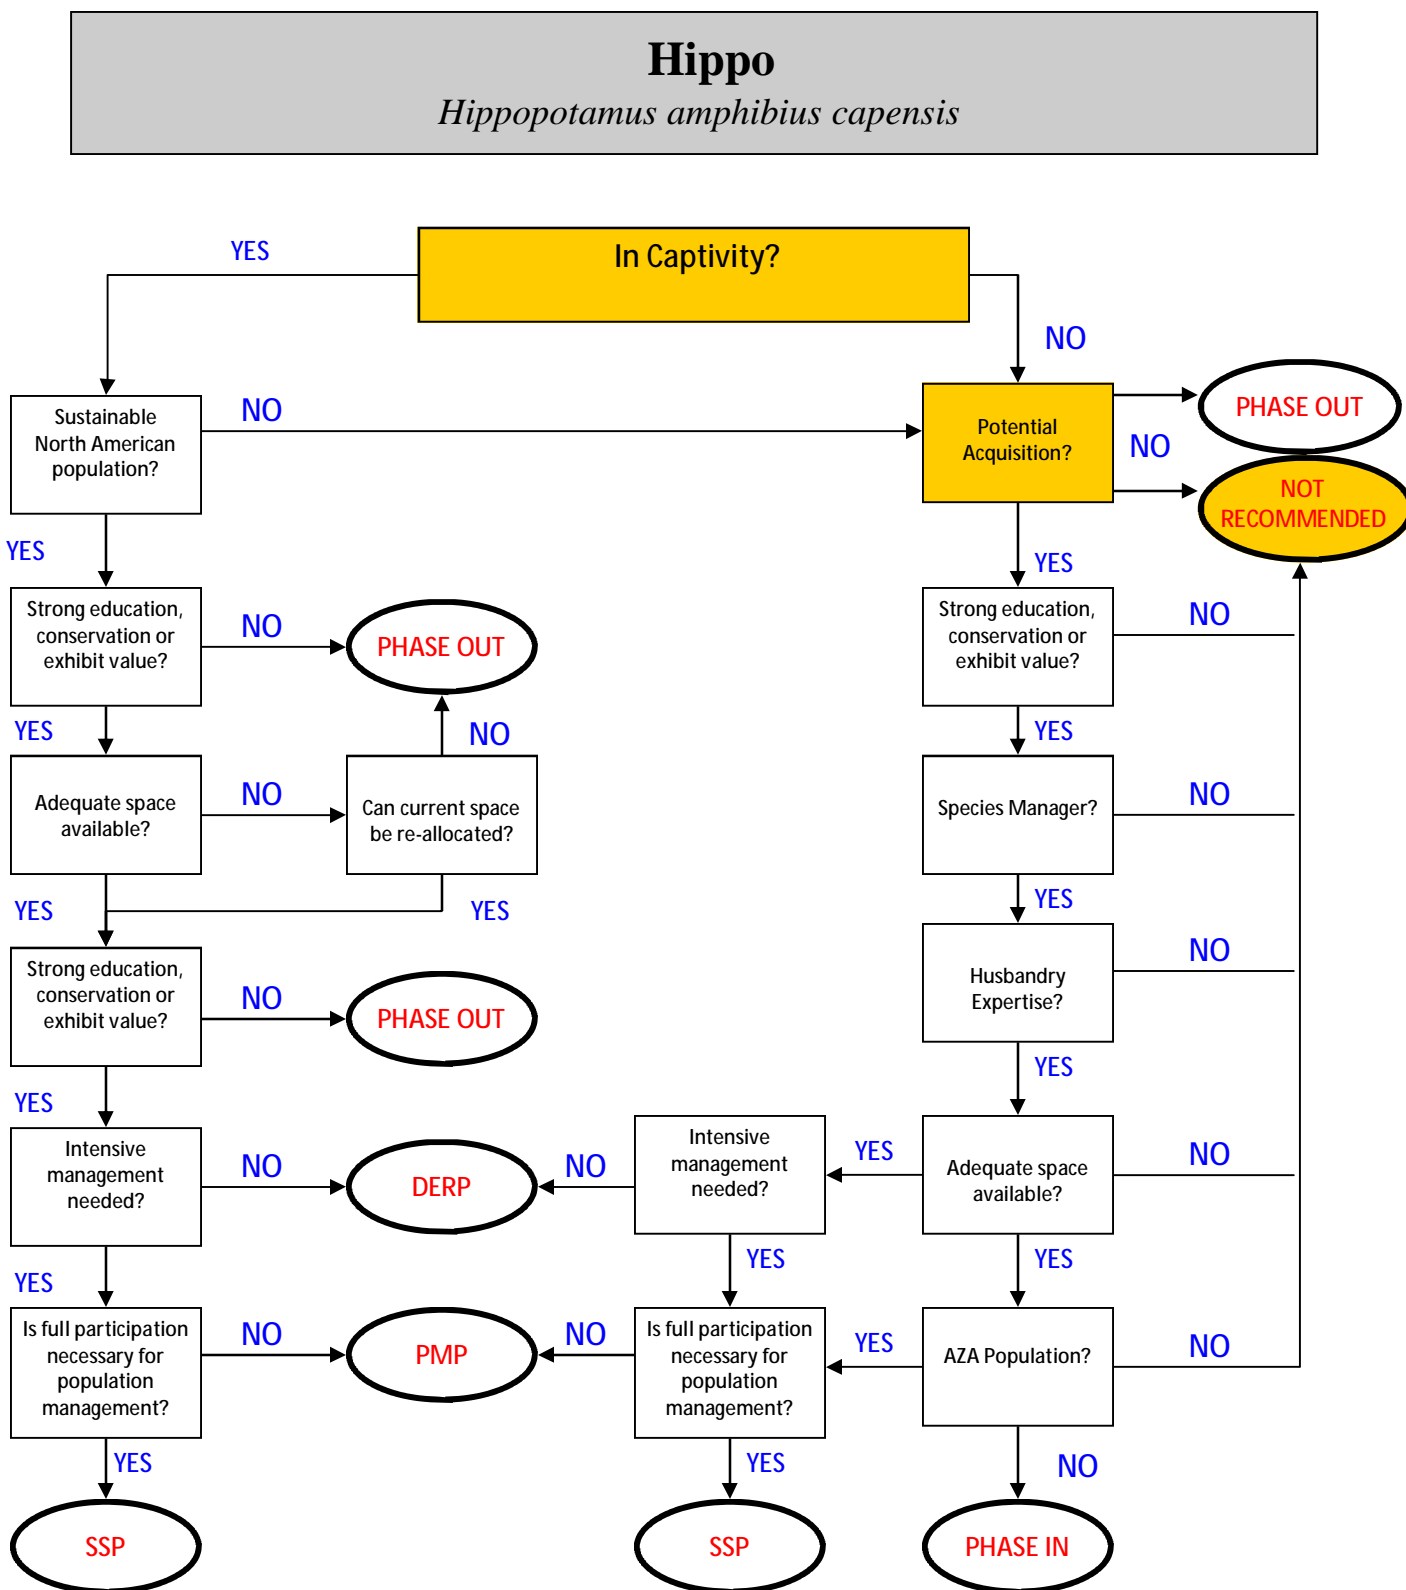 Hippo
Hippopotamus amphibius capensis
YES
In Captivity?
NO
Sustainable
North American
population?
NO
Potential
Acquisition?
PHASE OUT
NO
NOT
RECOMMENDED
YES
YES
Strong education,
conservation or
exhibit value?
NO
PHASE OUT
Strong education,
conservation or
exhibit value?
NO
YES
NO
YES
Adequate space
available?
NO
Can current space
be re-allocated?
Species Manager?
NO
YES
YES
YES
Strong education,
conservation or
exhibit value?
NO
PHASE OUT
Husbandry
Expertise?
NO
YES
YES
Intensive
management
needed?
NO
DERP
NO
Intensive
management
needed?
YES
Adequate space
available?
NO
YES
YES
YES
Is full participation
necessary for
population
management?
NO
PMP
NO
Is full participation
necessary for
population
management?
YES
AZA Population?
NO
YES
YES
NO
SSP
SSP
PHASE IN